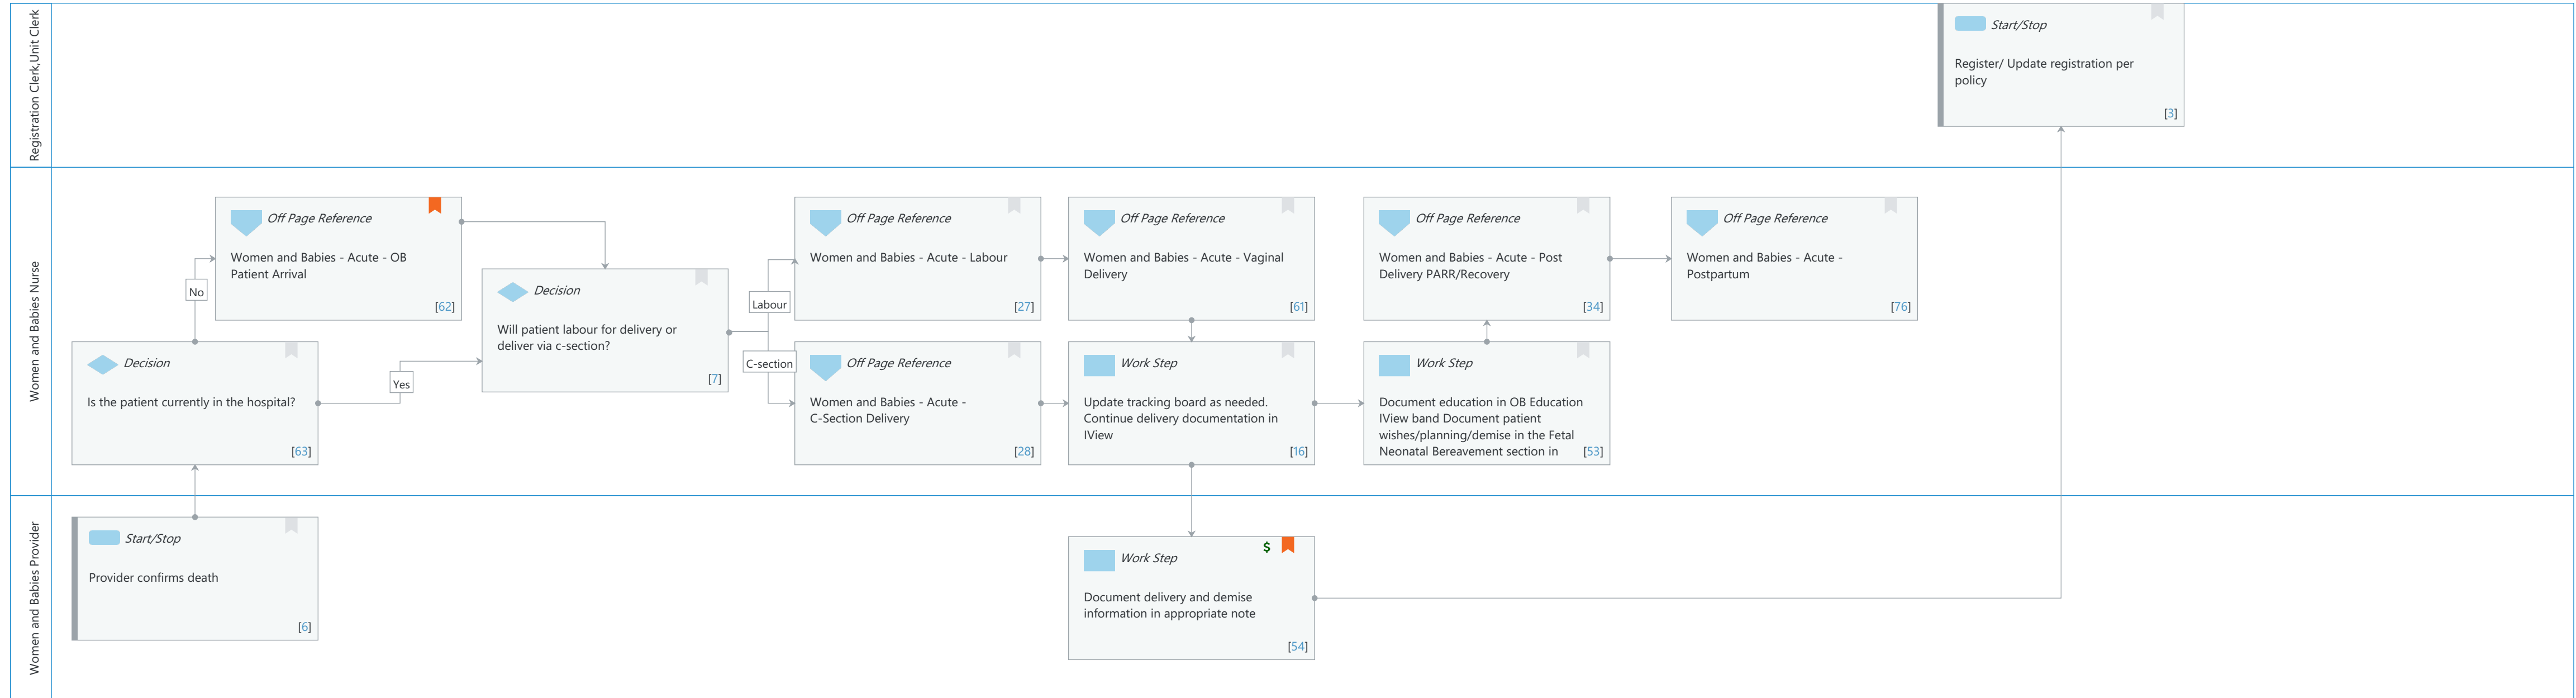 Registration Clerk,Unit Clerk
Start/Stop
Register/ Update registration per
policy
[3]
Women and Babies Nurse
Off Page Reference
Women and Babies - Acute - OB
Patient Arrival
[62]
No
Decision
Is the patient currently in the hospital?
[63]
Yes
Decision
Will patient labour for delivery or
deliver via c-section?
[7]
Labour
C-section
Off Page Reference
Women and Babies - Acute - Labour
[27]
Off Page Reference
Women and Babies - Acute -
C-Section Delivery
[28]
Off Page Reference
Women and Babies - Acute - Vaginal
Delivery
[61]
Work Step
Update tracking board as needed.
Continue delivery documentation in
IView
[16]
Off Page Reference
Women and Babies - Acute - Post
Delivery PARR/Recovery
[34]
Work Step
Document education in OB Education
IView band Document patient
wishes/planning/demise in the Fetal
Neonatal Bereavement section in
[53]
Off Page Reference
Women and Babies - Acute -
Postpartum
[76]
Women and Babies Provider
Start/Stop
Provider confirms death
[6]
$
Work Step
Document delivery and demise
information in appropriate note
[54]